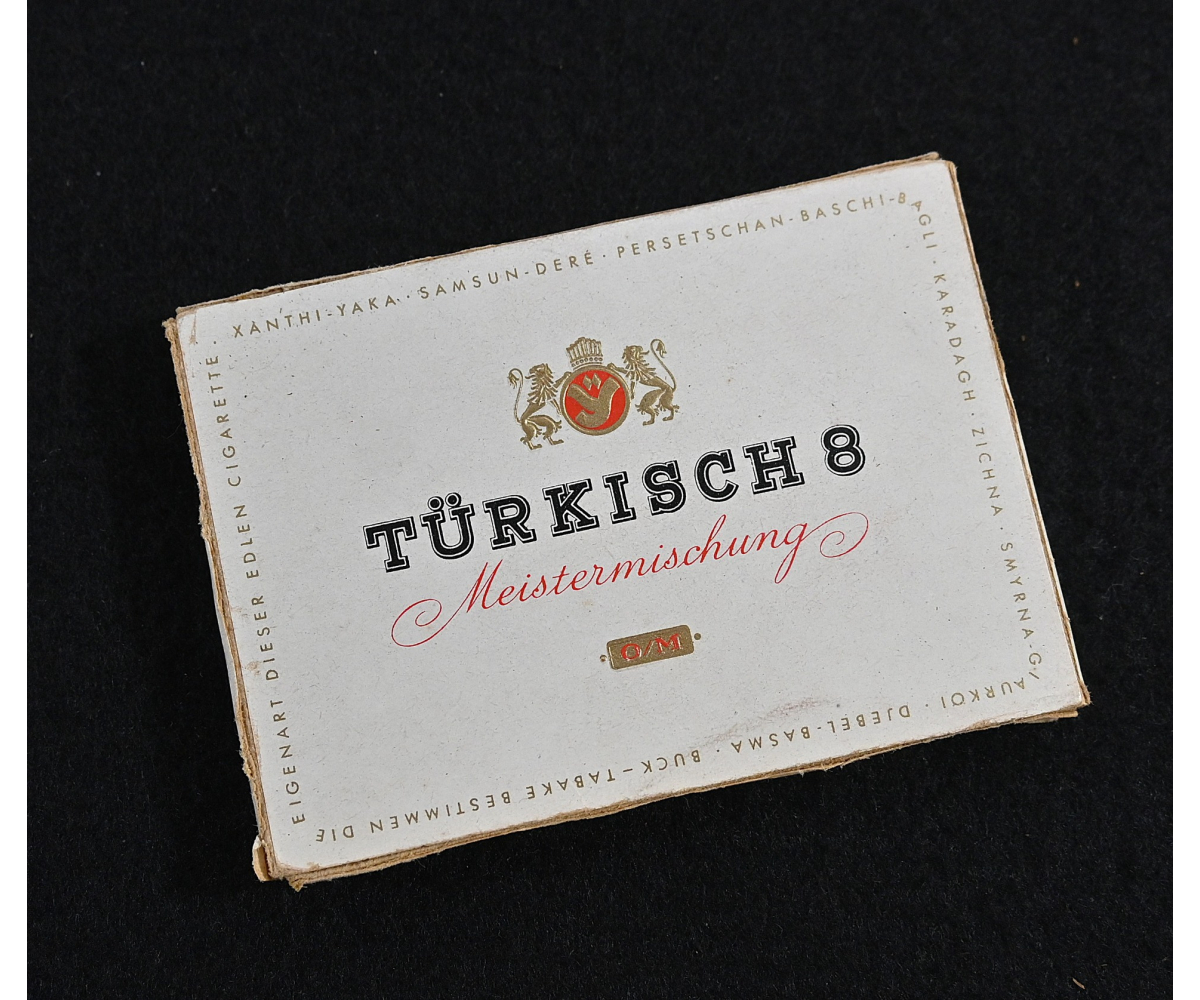 XANTHI-YAKA · SAMSUN-DERÉ · PERSETSCHAN-BASCHI-BAGLI · KARADAGH · ZICHNA · SMYRNA-GJAURKÖI · DJEBEL-BASMA · BUCK-TABAKE BESTIMMEN DIE EIGENART DIESER EDLEN CIGARETTE ·
TÜRKISCH 8
Meistermischung
· O/M ·